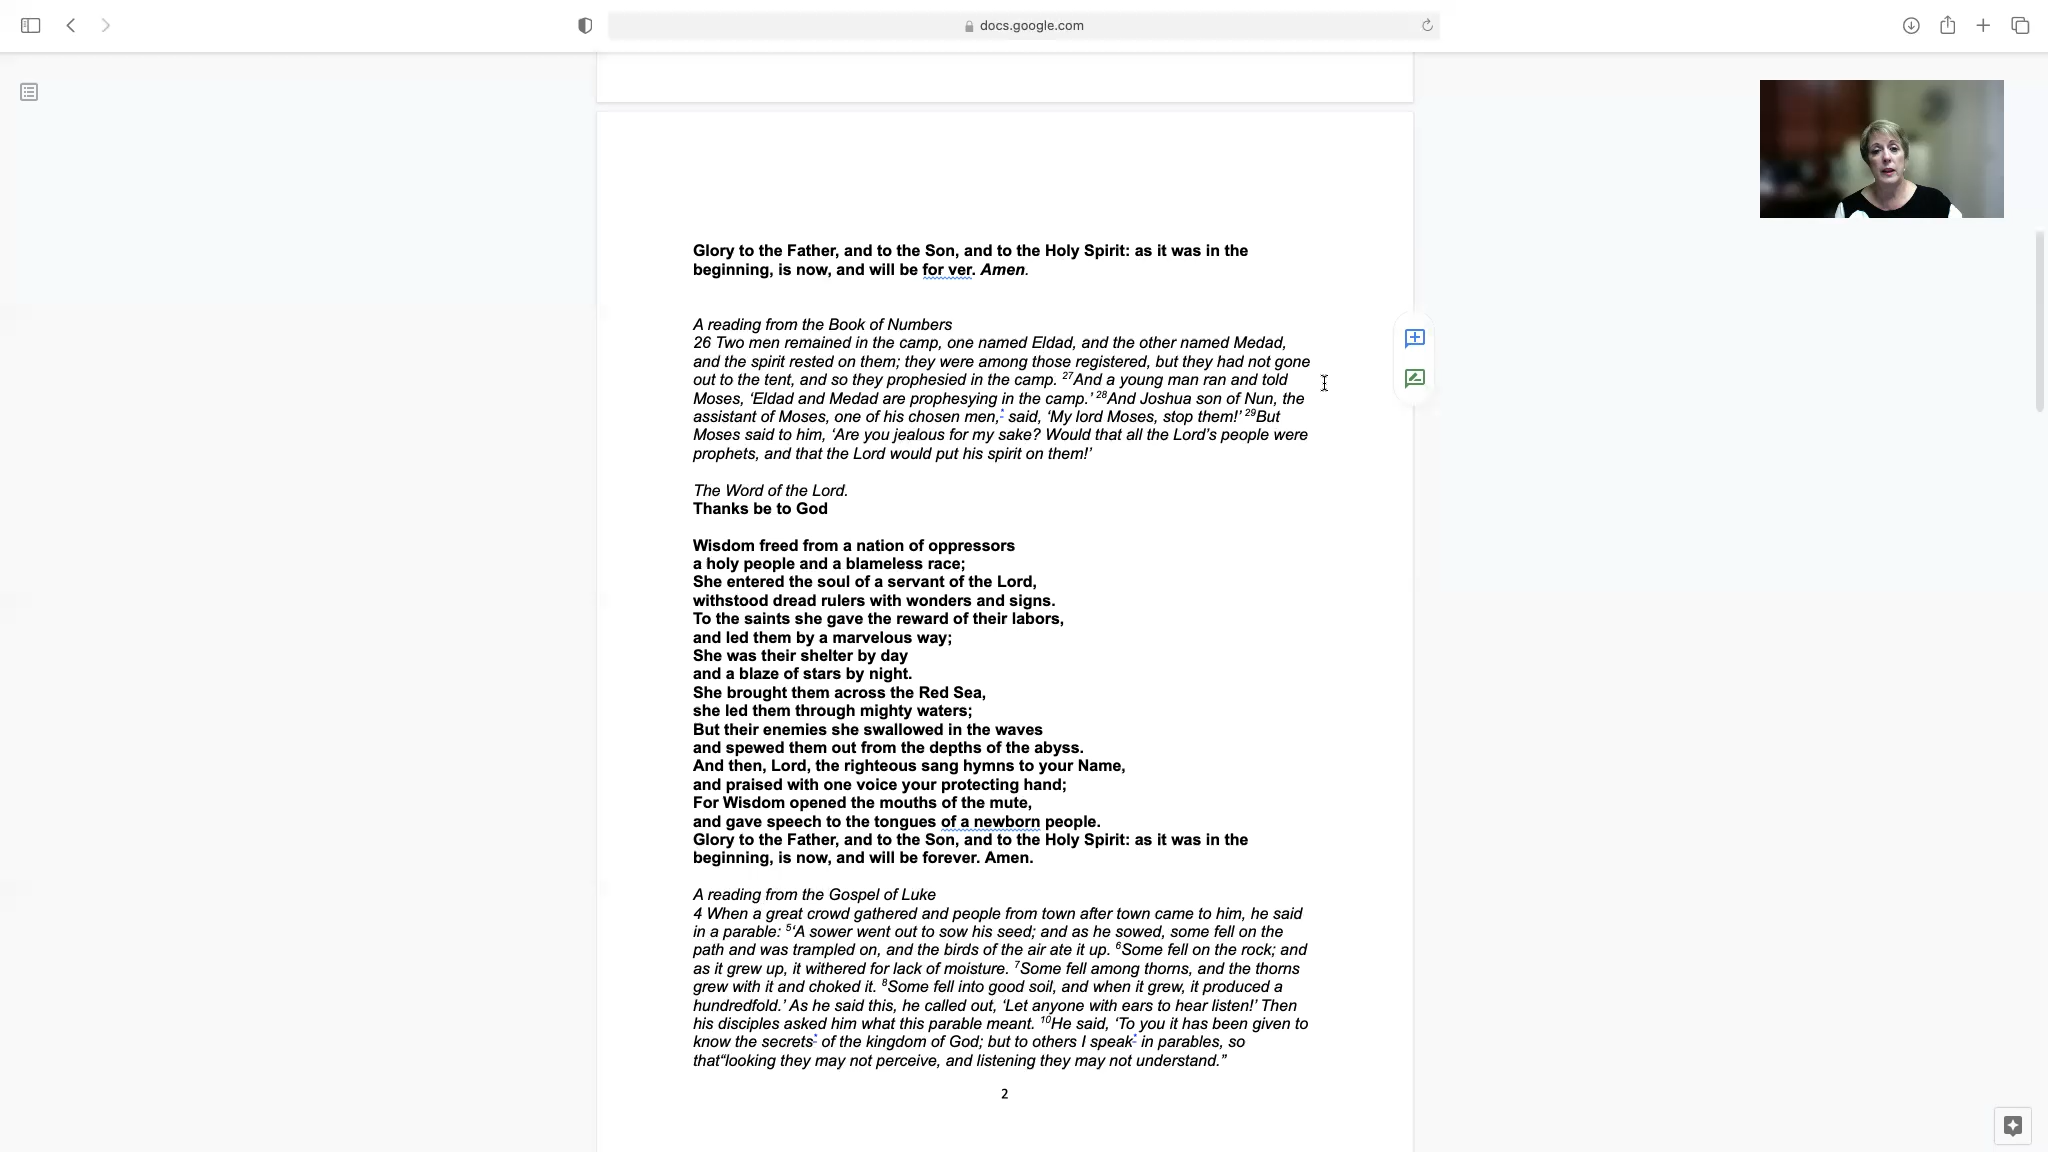 docs.google.com
Glory to the Father, and to the Son, and to the Holy Spirit: as it was in the
beginning, is now, and will be for ver. Amen.
A reading from the Book of Numbers
26 Two men remained in the camp, one named Eldad, and the other named Medad,
and the spirit rested on them; they were among those registered, but they had not gone
out to the tent, and so they prophesied in the camp. 27And a young man ran and told
Moses, ‘Eldad and Medad are prophesying in the camp.’ 28And Joshua son of Nun, the
assistant of Moses, one of his chosen men,* said, ‘My lord Moses, stop them!’ 29But
Moses said to him, ‘Are you jealous for my sake? Would that all the Lord’s people were
prophets, and that the Lord would put his spirit on them!’
The Word of the Lord.
Thanks be to God
Wisdom freed from a nation of oppressors
a holy people and a blameless race;
She entered the soul of a servant of the Lord,
withstood dread rulers with wonders and signs.
To the saints she gave the reward of their labors,
and led them by a marvelous way;
She was their shelter by day
and a blaze of stars by night.
She brought them across the Red Sea,
she led them through mighty waters;
But their enemies she swallowed in the waves
and spewed them out from the depths of the abyss.
And then, Lord, the righteous sang hymns to your Name,
and praised with one voice your protecting hand;
For Wisdom opened the mouths of the mute,
and gave speech to the tongues of a newborn people.
Glory to the Father, and to the Son, and to the Holy Spirit: as it was in the
beginning, is now, and will be forever. Amen.
A reading from the Gospel of Luke
4 When a great crowd gathered and people from town after town came to him, he said
in a parable: 5‘A sower went out to sow his seed; and as he sowed, some fell on the
path and was trampled on, and the birds of the air ate it up. 6Some fell on the rock; and
as it grew up, it withered for lack of moisture. 7Some fell among thorns, and the thorns
grew with it and choked it. 8Some fell into good soil, and when it grew, it produced a
hundredfold.’ As he said this, he called out, ‘Let anyone with ears to hear listen!’ Then
his disciples asked him what this parable meant. 10He said, ‘To you it has been given to
know the secrets* of the kingdom of God; but to others I speak* in parables, so
that“looking they may not perceive, and listening they may not understand.”
2